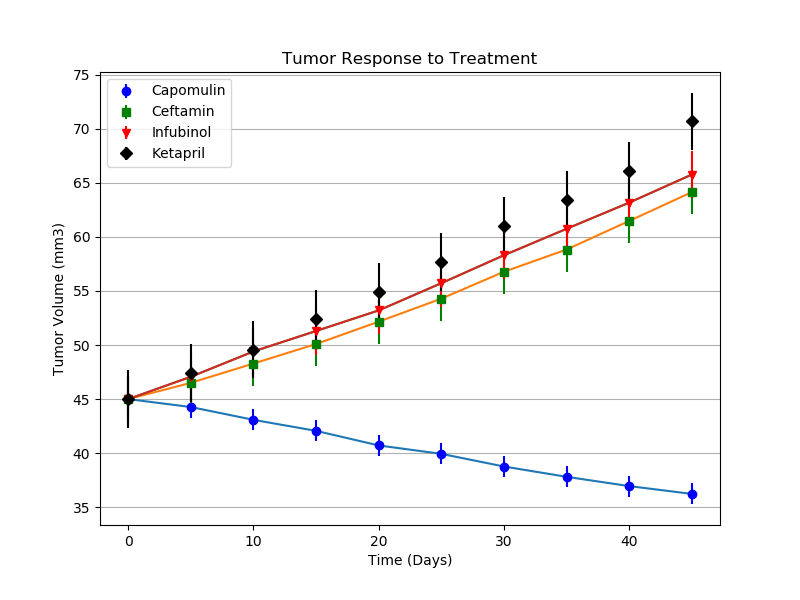 Tumor Response to Treatment
Capomulin
Ceftamin
Infubinol
Ketapril
Tumor Volume (mm3)
75
70
65
60
55
50
45
40
35
0 10 20 30 40
Time (Days)